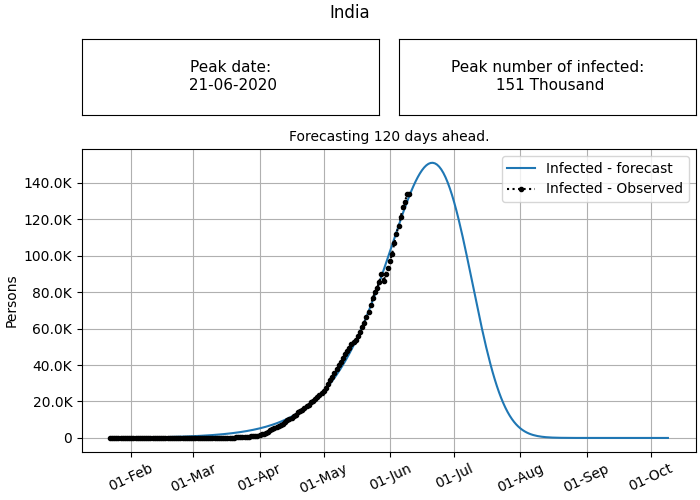 India
Peak date:
21-06-2020
Peak number of infected:
151 Thousand
Forecasting 120 days ahead.
Infected - forecast
Infected - Observed
140.0K
120.0K
100.0K
80.0K
60.0K
40.0K
20.0K
0
Persons
01-Feb
01-Mar
01-Apr
01-May
01-Jun
01-Jul
01-Aug
01-Sep
01-Oct